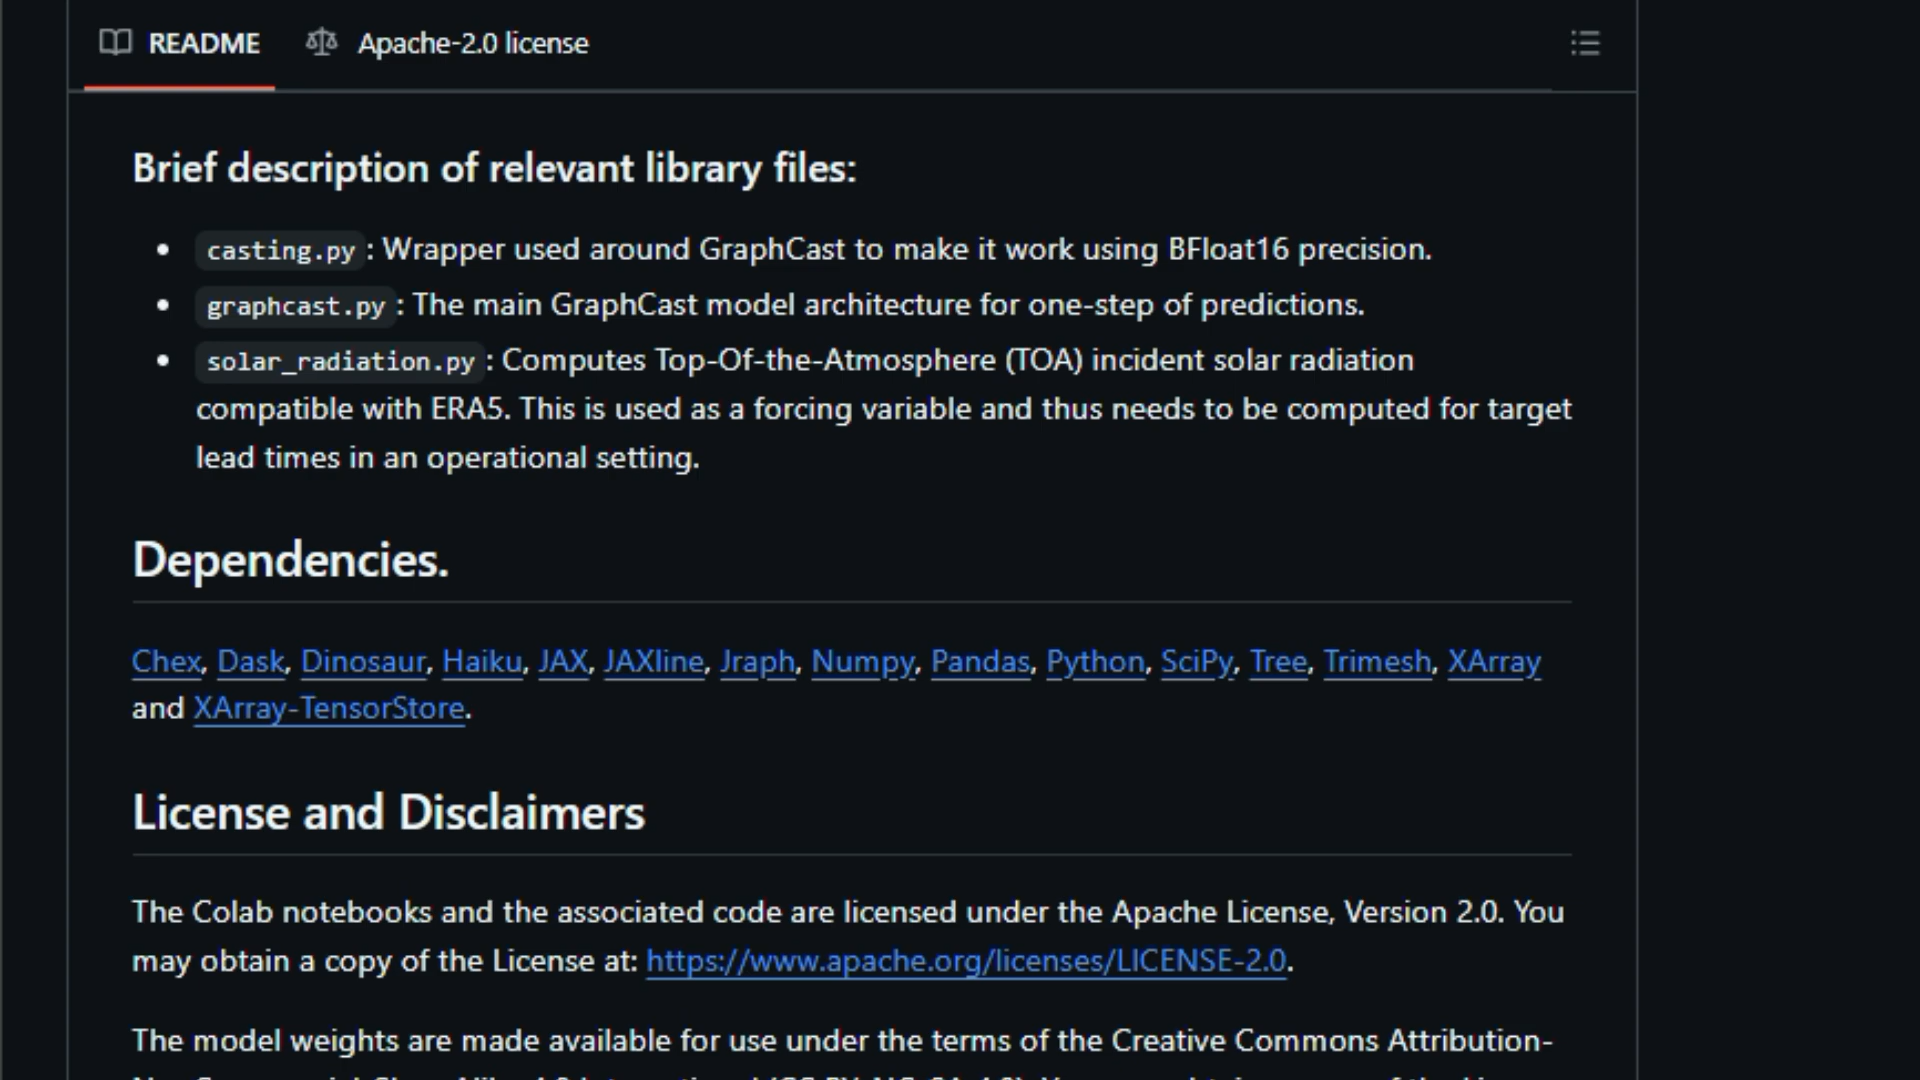 README
Apache-2.0 license
Brief description of relevant library files:
casting.py: Wrapper used around GraphCast to make it work using BFloat16 precision.
graphcast.py: The main GraphCast model architecture for one-step of predictions.
solar_radiation.py: Computes Top-Of-the-Atmosphere (TOA) incident solar radiation
compatible with ERA5. This is used as a forcing variable and thus needs to be computed for target
lead times in an operational setting.
Dependencies.
Chex, Dask, Dinosaur, Haiku, JAX, JAXline, Jraph, Numpy, Pandas, Python, SciPy, Tree, Trimesh, XArray
and XArray-TensorStore.
License and Disclaimers
The Colab notebooks and the associated code are licensed under the Apache License, Version 2.0. You
may obtain a copy of the License at: https://www.apache.org/licenses/LICENSE-2.0.
The model weights are made available for use under the terms of the Creative Commons Attribution-